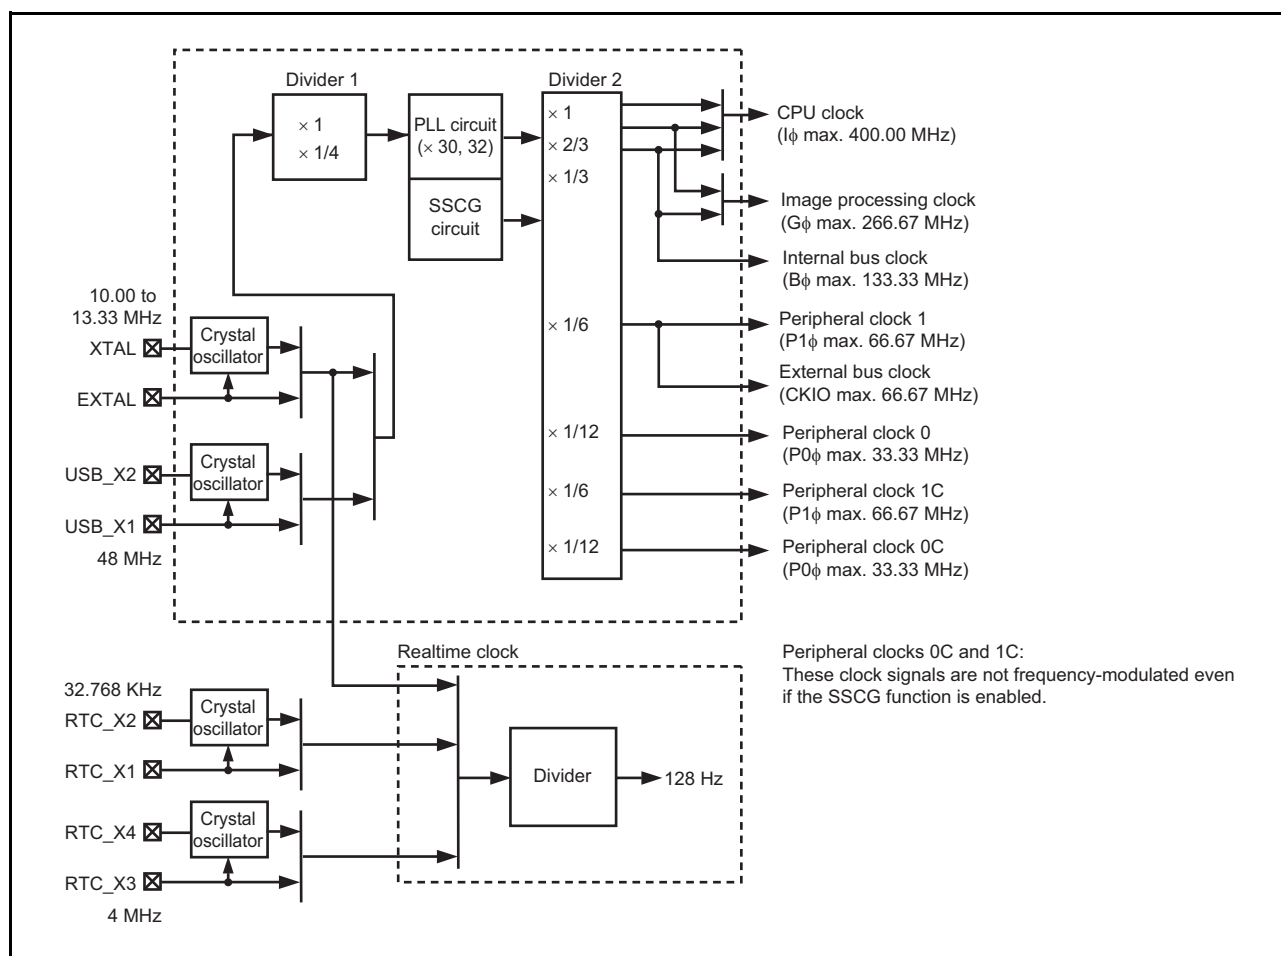 Divider 1
× 1
× 1/4
PLL circuit
(× 30, 32)
SSCG
circuit
Divider 2
× 1
× 2/3
× 1/3
× 1/6
× 1/12
× 1/6
× 1/12
CPU clock
(Iϕ max. 400.00 MHz)
Image processing clock
(Gϕ max. 266.67 MHz)
Internal bus clock
(Bϕ max. 133.33 MHz)
Peripheral clock 1
(P1ϕ max. 66.67 MHz)
External bus clock
(CKIO max. 66.67 MHz)
Peripheral clock 0
(P0ϕ max. 33.33 MHz)
Peripheral clock 1C
(P1ϕ max. 66.67 MHz)
Peripheral clock 0C
(P0ϕ max. 33.33 MHz)
10.00 to
13.33 MHz
XTAL
Crystal
oscillator
EXTAL
USB_X2
Crystal
oscillator
USB_X1
48 MHz
Realtime clock
32.768 KHz
RTC_X2
Crystal
oscillator
RTC_X1
RTC_X4
Crystal
oscillator
RTC_X3
4 MHz
Divider
128 Hz
Peripheral clocks 0C and 1C:
These clock signals are not frequency-modulated even
if the SSCG function is enabled.